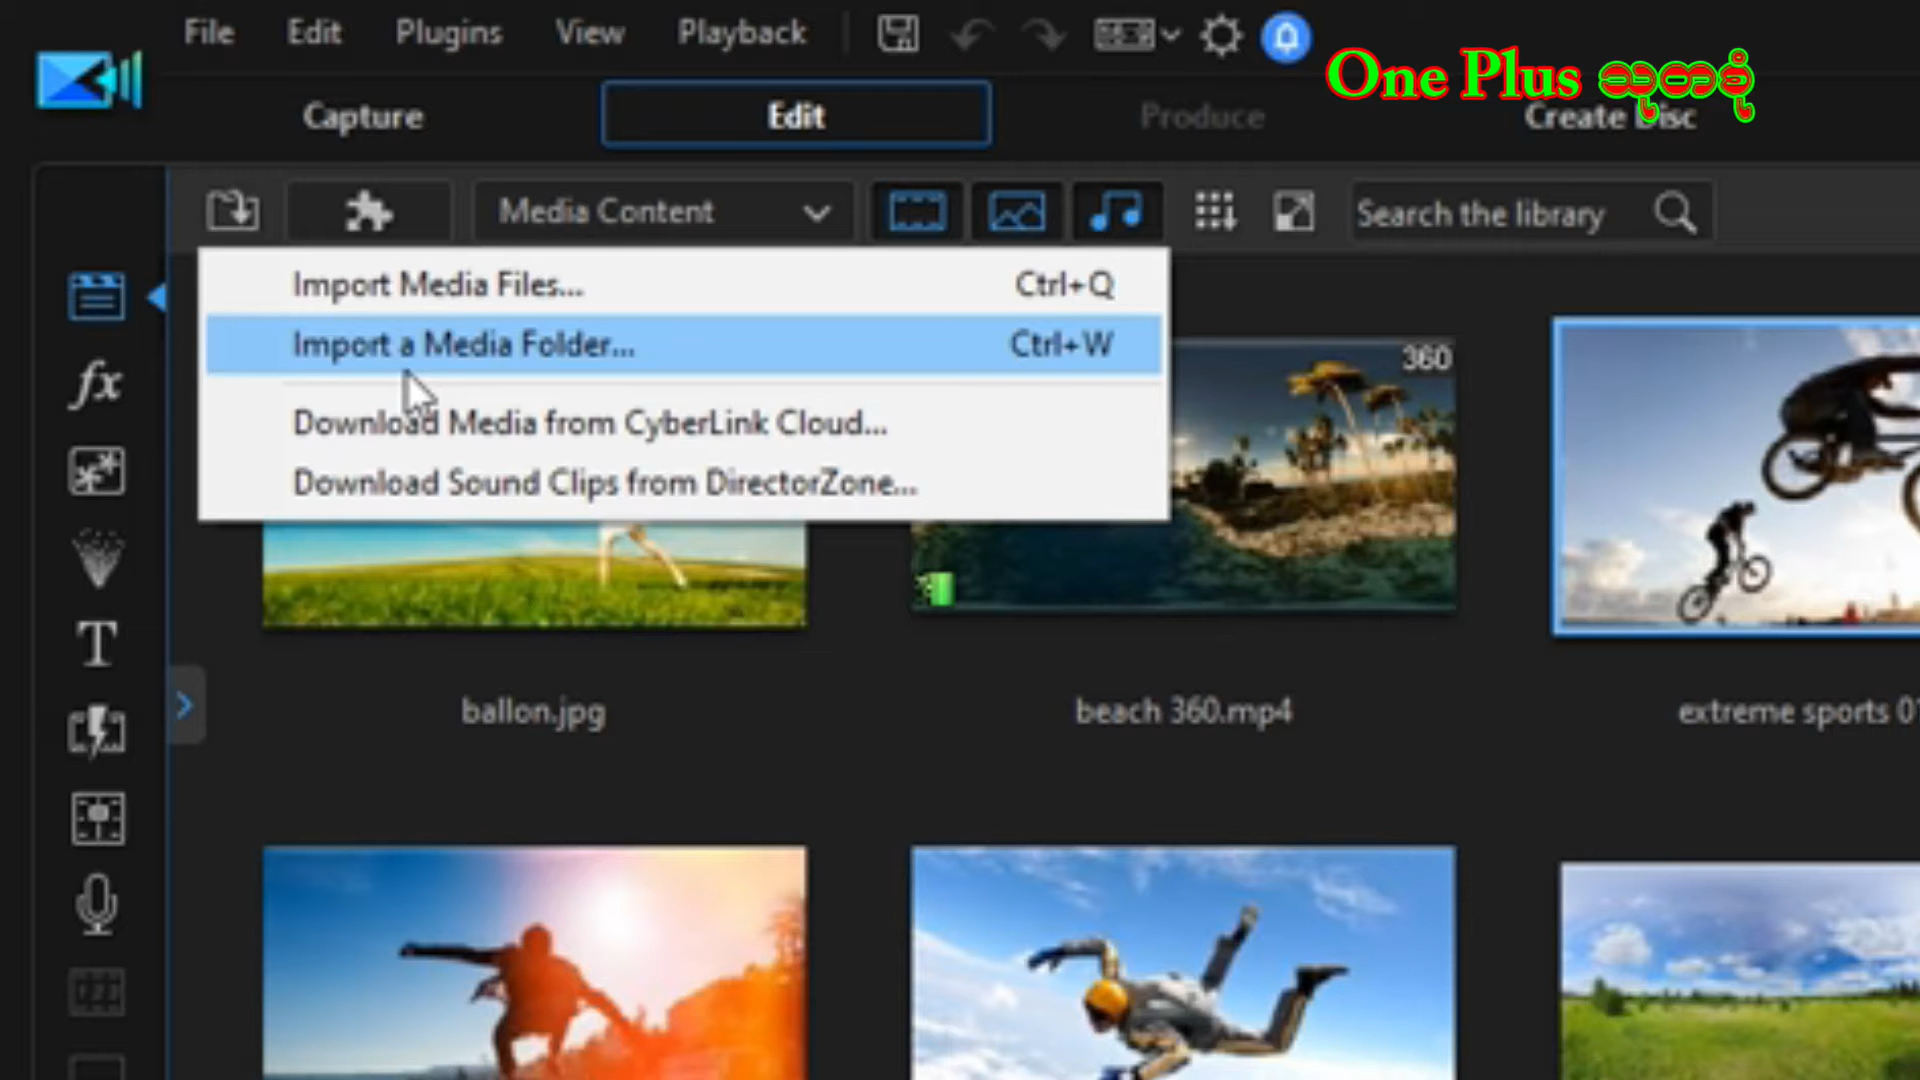 File Edit Plugins View Playback
One Plus သုတစုံ
Capture Edit Produce Create Disc
Media Content Search the library
Import Media Files... Ctrl+Q
Import a Media Folder... Ctrl+W
360
Download Media from CyberLink Cloud...
Download Sound Clips from DirectorZone...
ballon.jpg beach 360.mp4 extreme sports 01